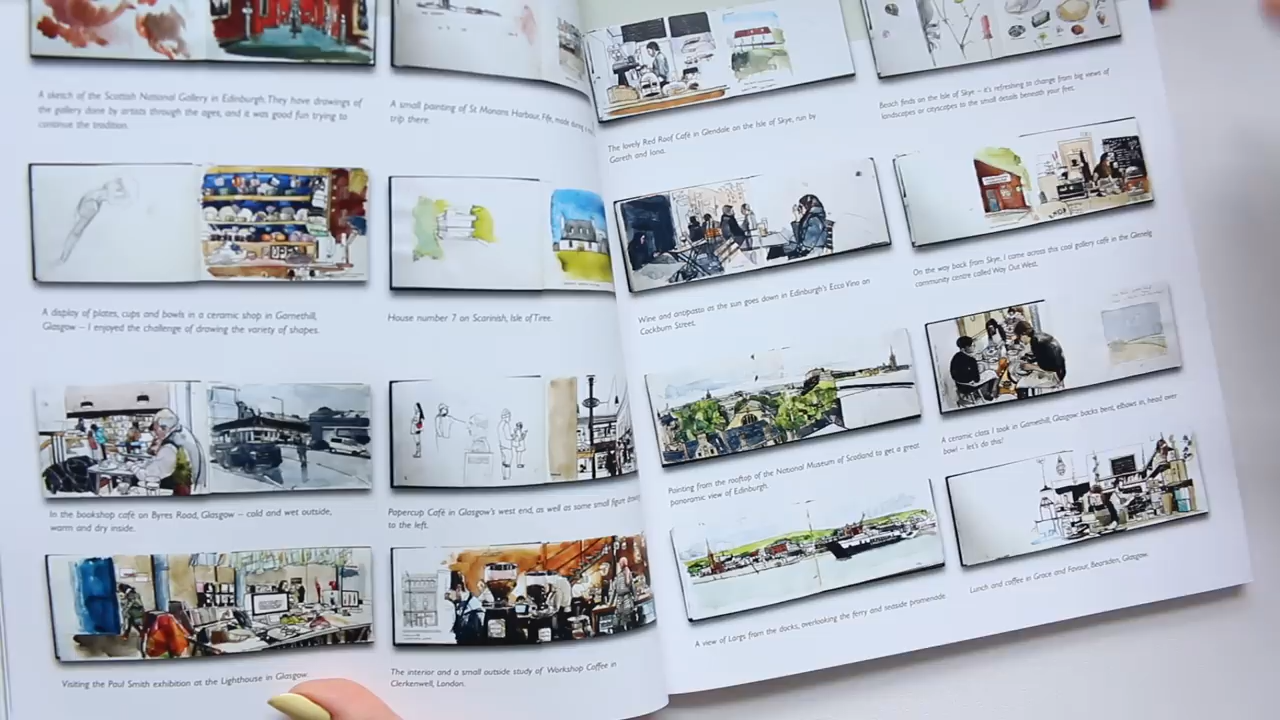 A sketch of the Scottish National Gallery in Edinburgh. They have drawings of
the gallery done by artists through the ages, and it was good fun trying to
continue the tradition.
A small painting of St Monans Harbour, Fife, made during a
trip there.
A display of plates, cups and bowls in a ceramic shop in Garnethill,
Glasgow – I enjoyed the challenge of drawing the variety of shapes.
House number 7 on Scarinish, Isle of Tiree.
In the bookshop café on Byres Road, Glasgow – cold and wet outside,
warm and dry inside.
Papercup Café in Glasgow's west end, as well as some small figure
to the left.
Visiting the Paul Smith exhibition at the Lighthouse in Glasgow.
The interior and a small outside study of Workshop Coffee in
Clerkenwell, London.
The lovely Red Roof Café in Glendale on the Isle of Skye, run by
Gareth and Iona.
Beach finds on the Isle of Skye – it's refreshing to change from big views of
landscapes or cityscapes to the small details beneath your feet.
Wine and antipasto as the sun goes down in Edinburgh's Ecco Vino on
Cockburn Street.
On the way back from Skye, I came across this cool gallery café in the Glenelg
community centre called Way Out West.
Painting from the rooftop of the National Museum of Scotland to get a great
panoramic view of Edinburgh.
A ceramic class I took in Garnethill, Glasgow: backs bent, elbows in, head over
bowl – let's do this!
A view of Largs from the docks, overlooking the ferry and seaside promenade.
Lunch and coffee in Grace and Favour, Bearsden, Glasgow.